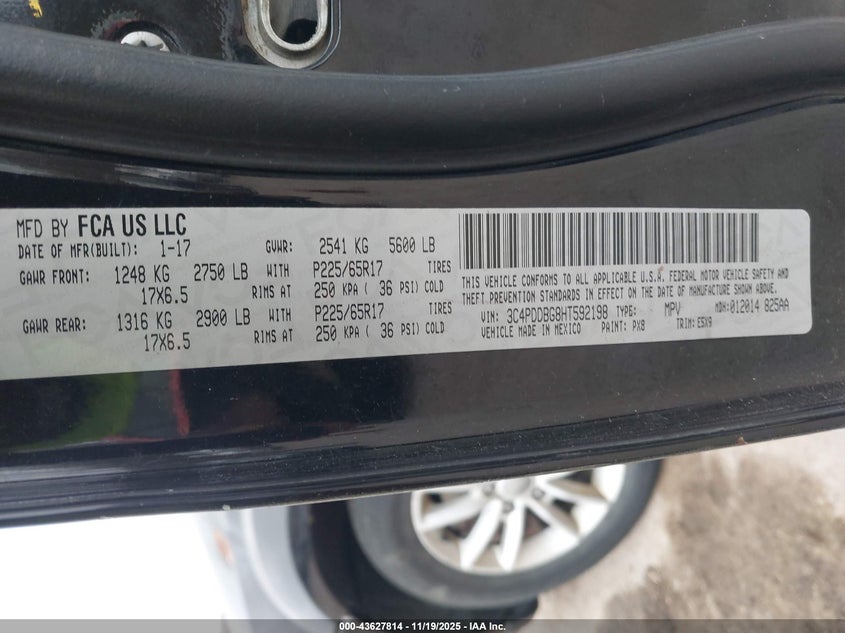 MFD BY FCA US LLC
DATE OF MFR(BUILT): 1-17 GVWR: 2541 KG 5600 LB
GAWR FRONT: 1248 KG 2750 LB WITH P225/65R17 TIRES
17X6.5 RIMS AT 250 KPA ( 36 PSI) COLD
GAWR REAR: 1316 KG 2900 LB WITH P225/65R17 TIRES
17X6.5 RIMS AT 250 KPA ( 36 PSI) COLD
THIS VEHICLE CONFORMS TO ALL APPLICABLE U.S.A. FEDERAL MOTOR VEHICLE SAFETY AND
THEFT PREVENTION STANDARDS IN EFFECT ON THE DATE OF MANUFACTURE SHOWN ABOVE.
VIN: 3C4PDDBG8HT592198 TYPE: MPV MDH:012014 825AA
VEHICLE MADE IN MEXICO PAINT: PX8 TRIM: E5X9
000-43627814 - 11/19/2025 - IAA Inc.